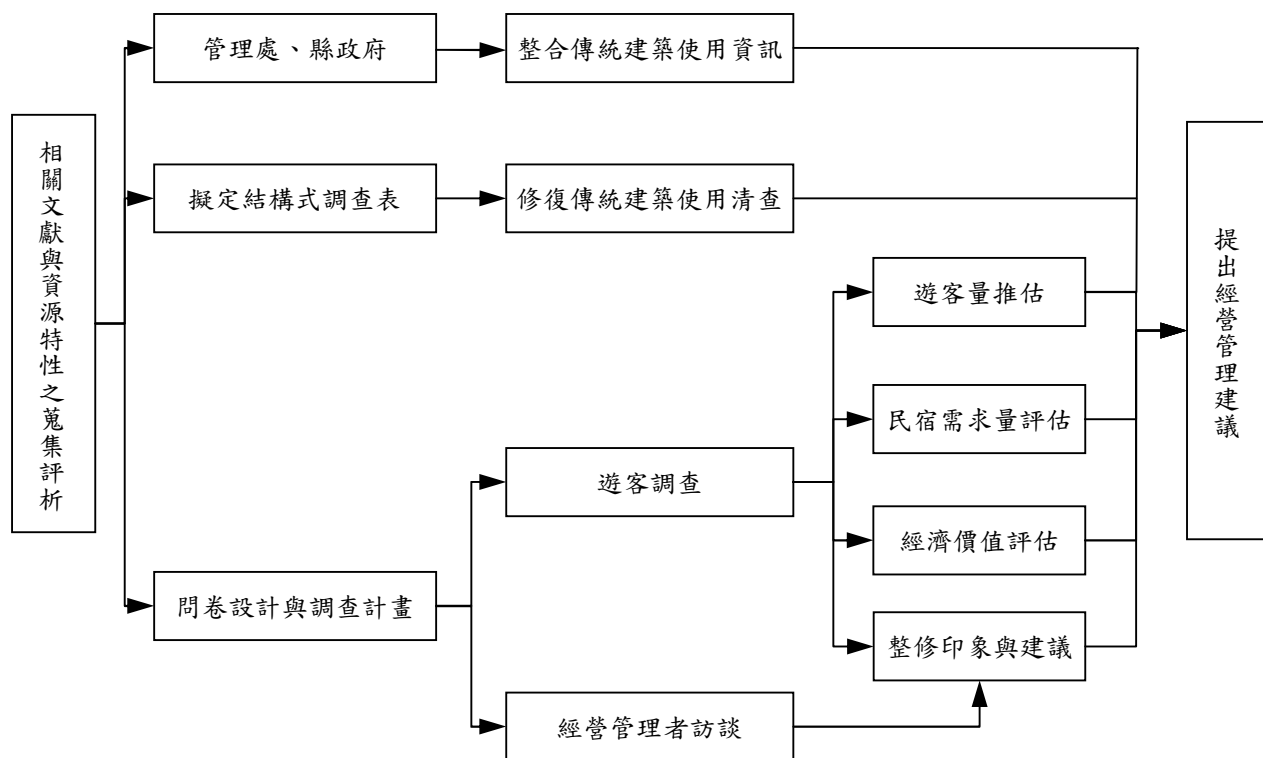 相關文獻與資源特性之蒐集評析
管理處、縣政府
整合傳統建築使用資訊
擬定結構式調查表
修復傳統建築使用清查
問卷設計與調查計畫
遊客調查
經營管理者訪談
遊客量推估
民宿需求量評估
經濟價值評估
整修印象與建議
提出經營管理建議